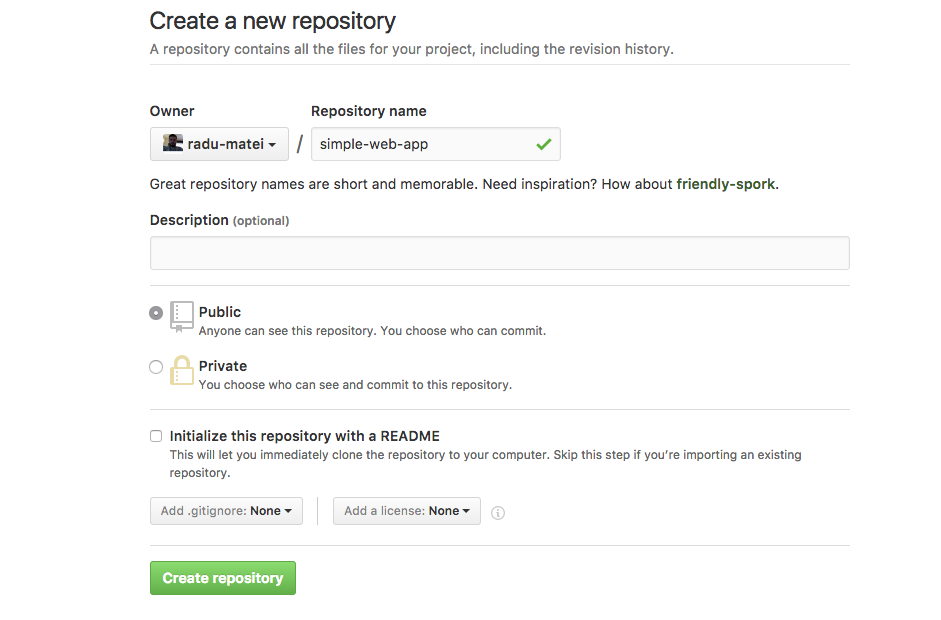 Create a new repository
A repository contains all the files for your project, including the revision history.
Owner
Repository name
radu-matei / simple-web-app
Great repository names are short and memorable. Need inspiration? How about friendly-spork.
Description (optional)
Public
Anyone can see this repository. You choose who can commit.
Private
You choose who can see and commit to this repository.
Initialize this repository with a README
This will let you immediately clone the repository to your computer. Skip this step if you’re importing an existing
repository.
Add .gitignore: None
Add a license: None
Create repository